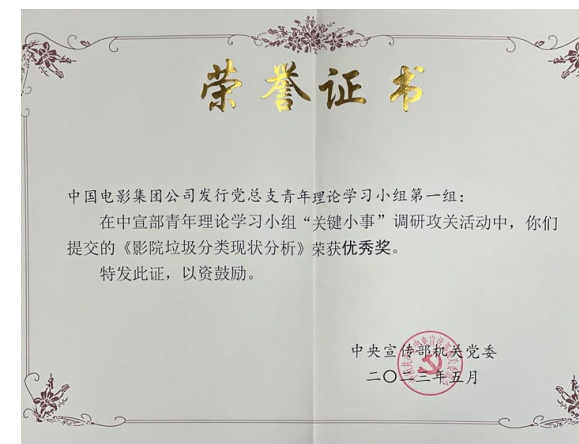 荣誉证书
中国电影集团公司发行党总支青年理论学习小组第一组：
在中宣部青年理论学习小组“关键小事”调研攻关活动中，你们
提交的《影院垃圾分类现状分析》荣获优秀奖。
特发此证，以资鼓励。
中央宣传部机关党委
二〇二三年五月